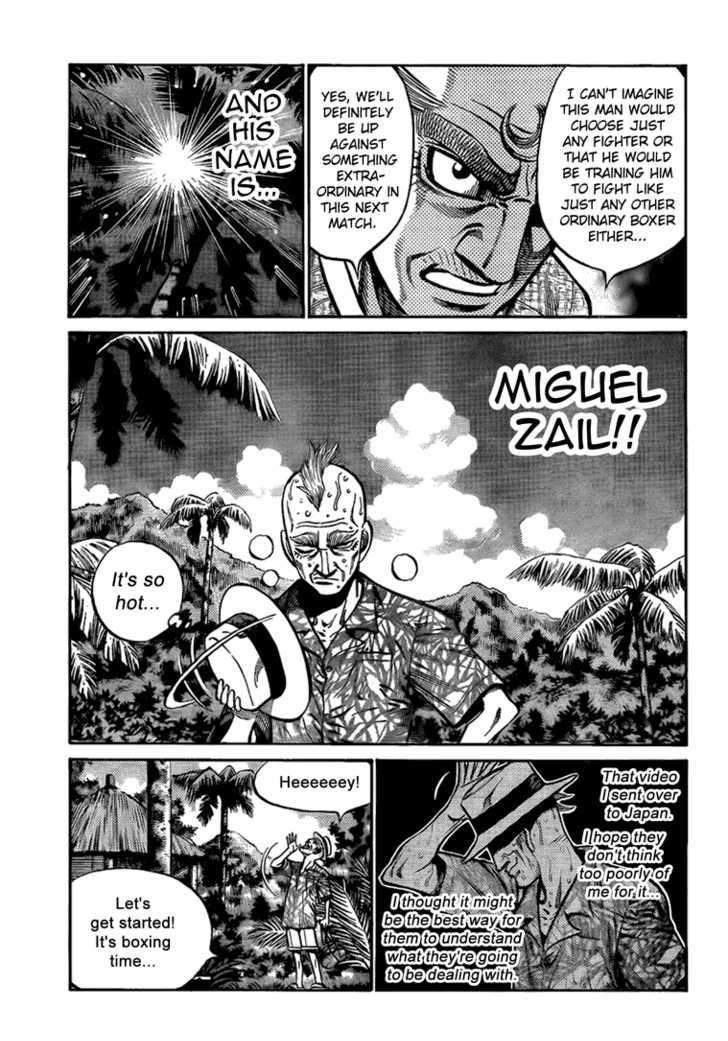 I CAN'T IMAGINE
THIS MAN WOULD
CHOOSE JUST
ANY FIGHTER OR
THAT HE WOULD
BE TRAINING HIM
TO FIGHT LIKE
JUST ANY OTHER
ORDINARY BOXER
EITHER...
YES, WE'LL
DEFINITELY
BE UP
AGAINST
SOMETHING
EXTRA-
ORDINARY IN
THIS NEXT
MATCH.
AND
HIS
NAME
IS...
MIGUEL
ZAIL!!
It's so
hot...
That video
I sent over
to Japan.
I hope they
don't think
too poorly of
me for it...
I thought it might
be the best way for
them to understand
what they're going
to be dealing with.
Heeeeeey!
Let's
get started!
It's boxing
time...